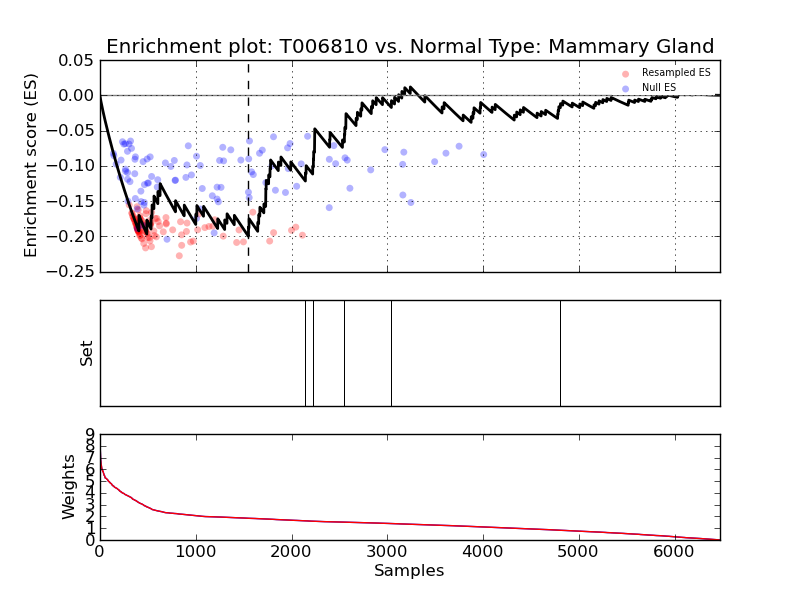 Enrichment plot: T006810 vs. Normal Type: Mammary Gland
Enrichment score (ES)
0.05
0.00
−0.05
−0.10
−0.15
−0.20
−0.25
Resampled ES
Null ES
Set
Weights
9
8
7
6
5
4
3
2
1
0
0 1000 2000 3000 4000 5000 6000
Samples